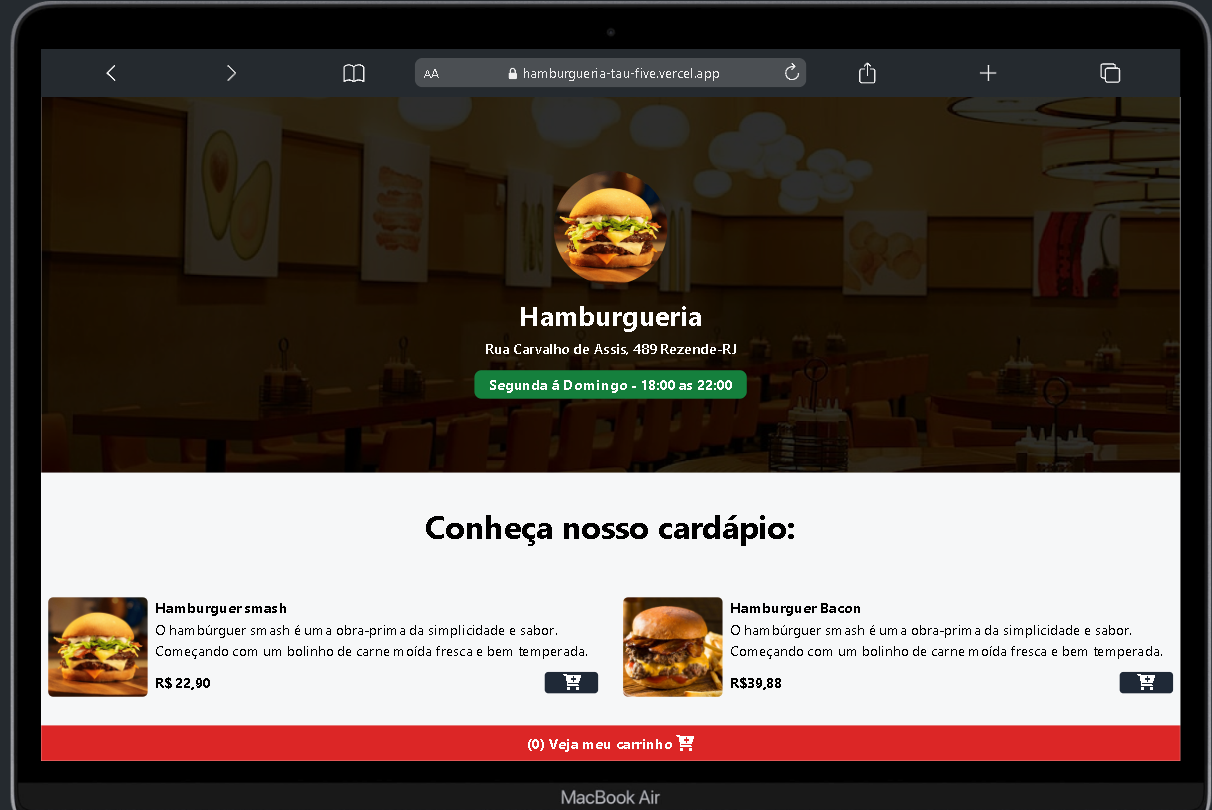 AA hamburgueria-tau-five.vercel.app
Hamburgueria
Rua Carvalho de Assis, 489 Rezende-RJ
Segunda á Domingo - 18:00 as 22:00
Conheça nosso cardápio:
Hamburguer smash
O hambúrguer smash é uma obra-prima da simplicidade e sabor.
Começando com um bolinho de carne moída fresca e bem temperada.
R$ 22,90
Hamburguer Bacon
O hambúrguer smash é uma obra-prima da simplicidade e sabor.
Começando com um bolinho de carne moída fresca e bem temperada.
R$39,88
(0) Veja meu carrinho
MacBook Air